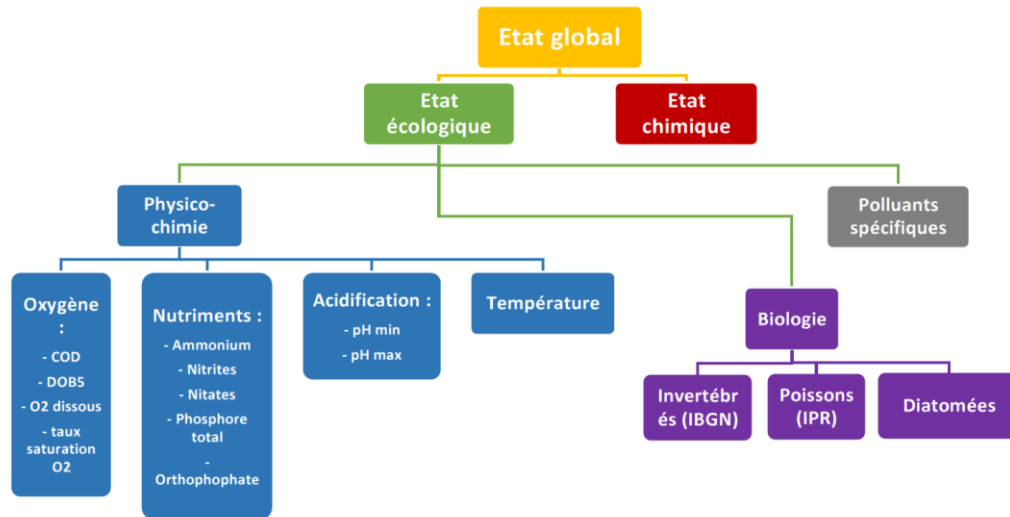 Etat global
Etat
écologique
Etat
chimique
Physico-
chimie
Polluants
spécifiques
Oxygène
:
- COD
- DOB5
- O2 dissous
- taux
saturation
O2
Nutriments :
- Ammonium
- Nitrites
- Nitates
- Phosphore
total
-
Orthophophate
Acidification :
- pH min
- pH max
Température
Biologie
Invertébr
és (IBGN)
Poissons
(IPR)
Diatomées